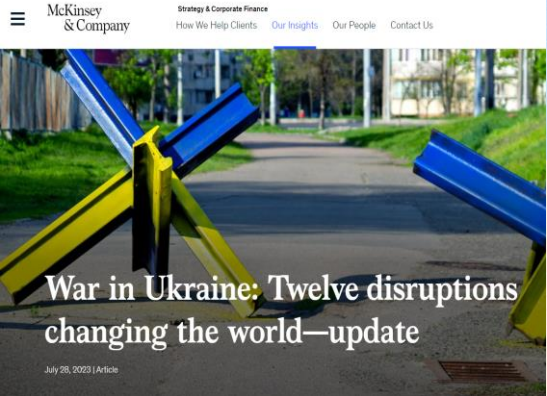 McKinsey
& Company
Strategy & Corporate Finance
How We Help Clients Our Insights Our People Contact Us
War in Ukraine: Twelve disruptions
changing the world—update
July 28, 2023 | Article